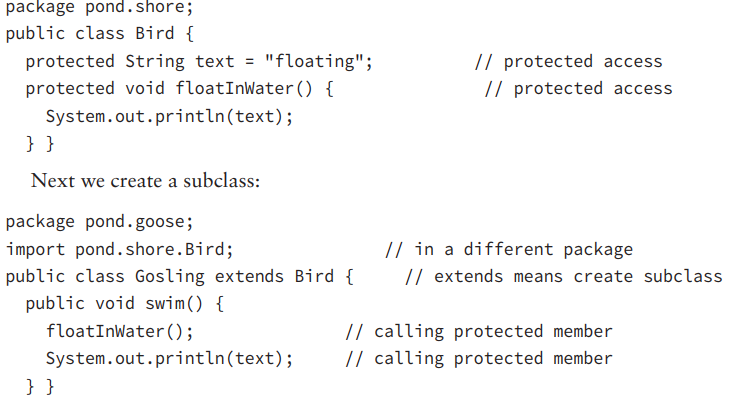 package pond.shore;
public class Bird {
  protected String text = "floating";          // protected access
  protected void floatInWater() {               // protected access
    System.out.println(text);
  } }
Next we create a subclass:
package pond.goose;
import pond.shore.Bird;               // in a different package
public class Gosling extends Bird {     // extends means create subclass
  public void swim() {
    floatInWater();               // calling protected member
    System.out.println(text);     // calling protected member
  } }